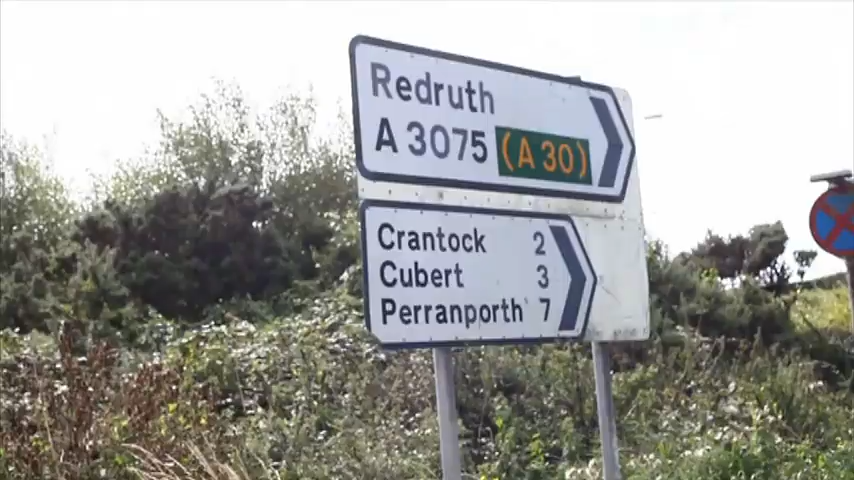 Redruth
A 3075 (A 30)
Crantock 2
Cubert 3
Perranporth 7